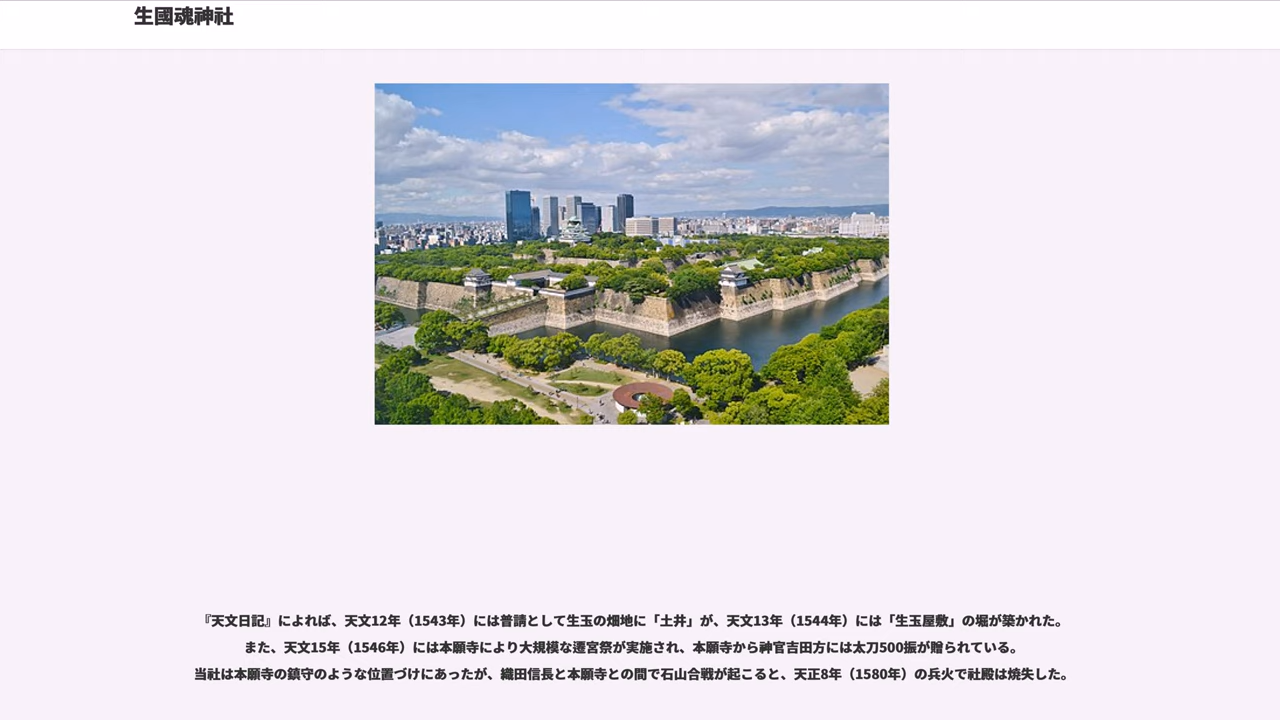 生國魂神社
『天文日記』によれば、天文12年（1543年）には普請として生玉の畑地に「土井」が、天文13年（1544年）には「生玉屋敷」の堀が築かれた。
また、天文15年（1546年）には本願寺により大規模な遷宮祭が実施され、本願寺から神官吉田方には太刀500振が贈られている。
当社は本願寺の鎮守のような位置づけにあったが、織田信長と本願寺との間で石山合戦が起こると、天正8年（1580年）の兵火で社殿は焼失した。